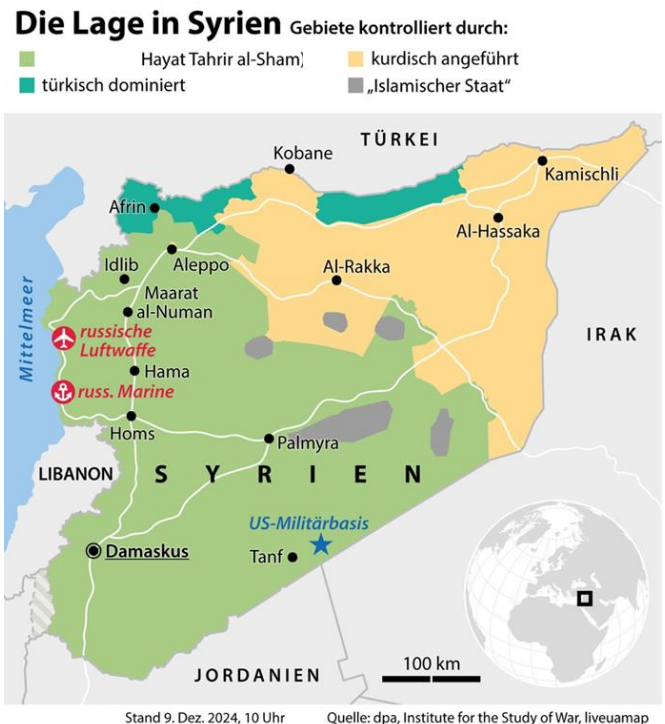 Die Lage in Syrien Gebiete kontrolliert durch:
Hayat Tahrir al-Sham)
kurdisch angeführt
türkisch dominiert
„Islamischer Staat“
TÜRKEI
Kobane
Kamischli
Afrin
Al-Hassaka
Idlib
Aleppo
Al-Rakka
Maarat
al-Numan
Mittelmeer
russische
Luftwaffe
IRAK
Hama
russ. Marine
Homs
Palmyra
LIBANON
SYRIEN
US-Militärbasis
Damaskus
Tanf
JORDANIEN
100 km
Stand 9. Dez. 2024, 10 Uhr
Quelle: dpa, Institute for the Study of War, liveuamap